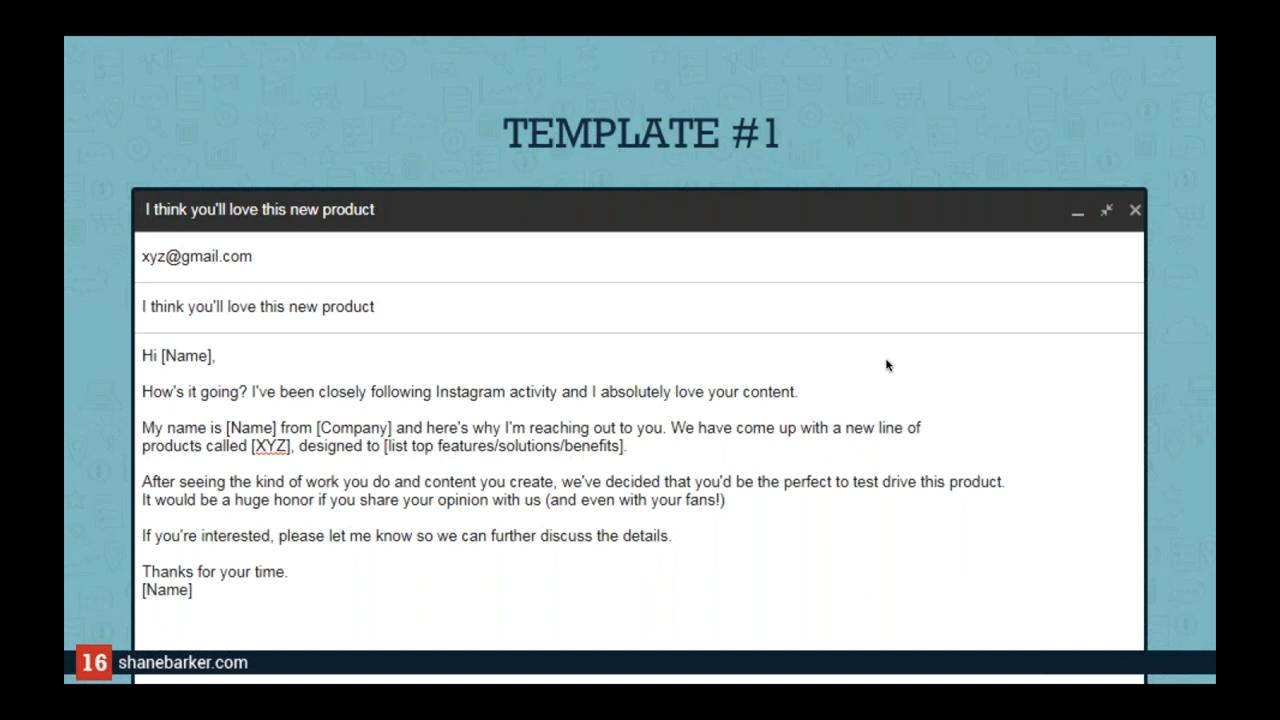 TEMPLATE #1
I think you'll love this new product
xyz@gmail.com
I think you'll love this new product
Hi [Name],
How's it going? I've been closely following Instagram activity and I absolutely love your content.
My name is [Name] from [Company] and here's why I'm reaching out to you. We have come up with a new line of
products called [XYZ], designed to [list top features/solutions/benefits].
After seeing the kind of work you do and content you create, we've decided that you'd be the perfect to test drive this product.
It would be a huge honor if you share your opinion with us (and even with your fans!)
If you're interested, please let me know so we can further discuss the details.
Thanks for your time.
[Name]
16 shanebarker.com